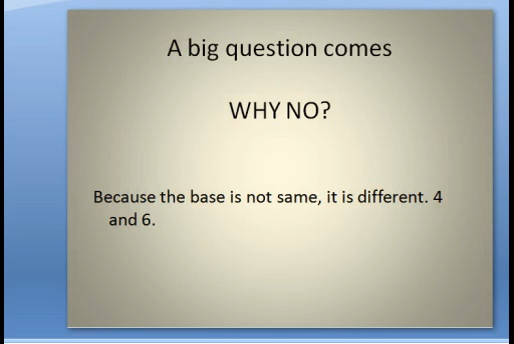 A big question comes
WHY NO?
Because the base is not same, it is different. 4
and 6.